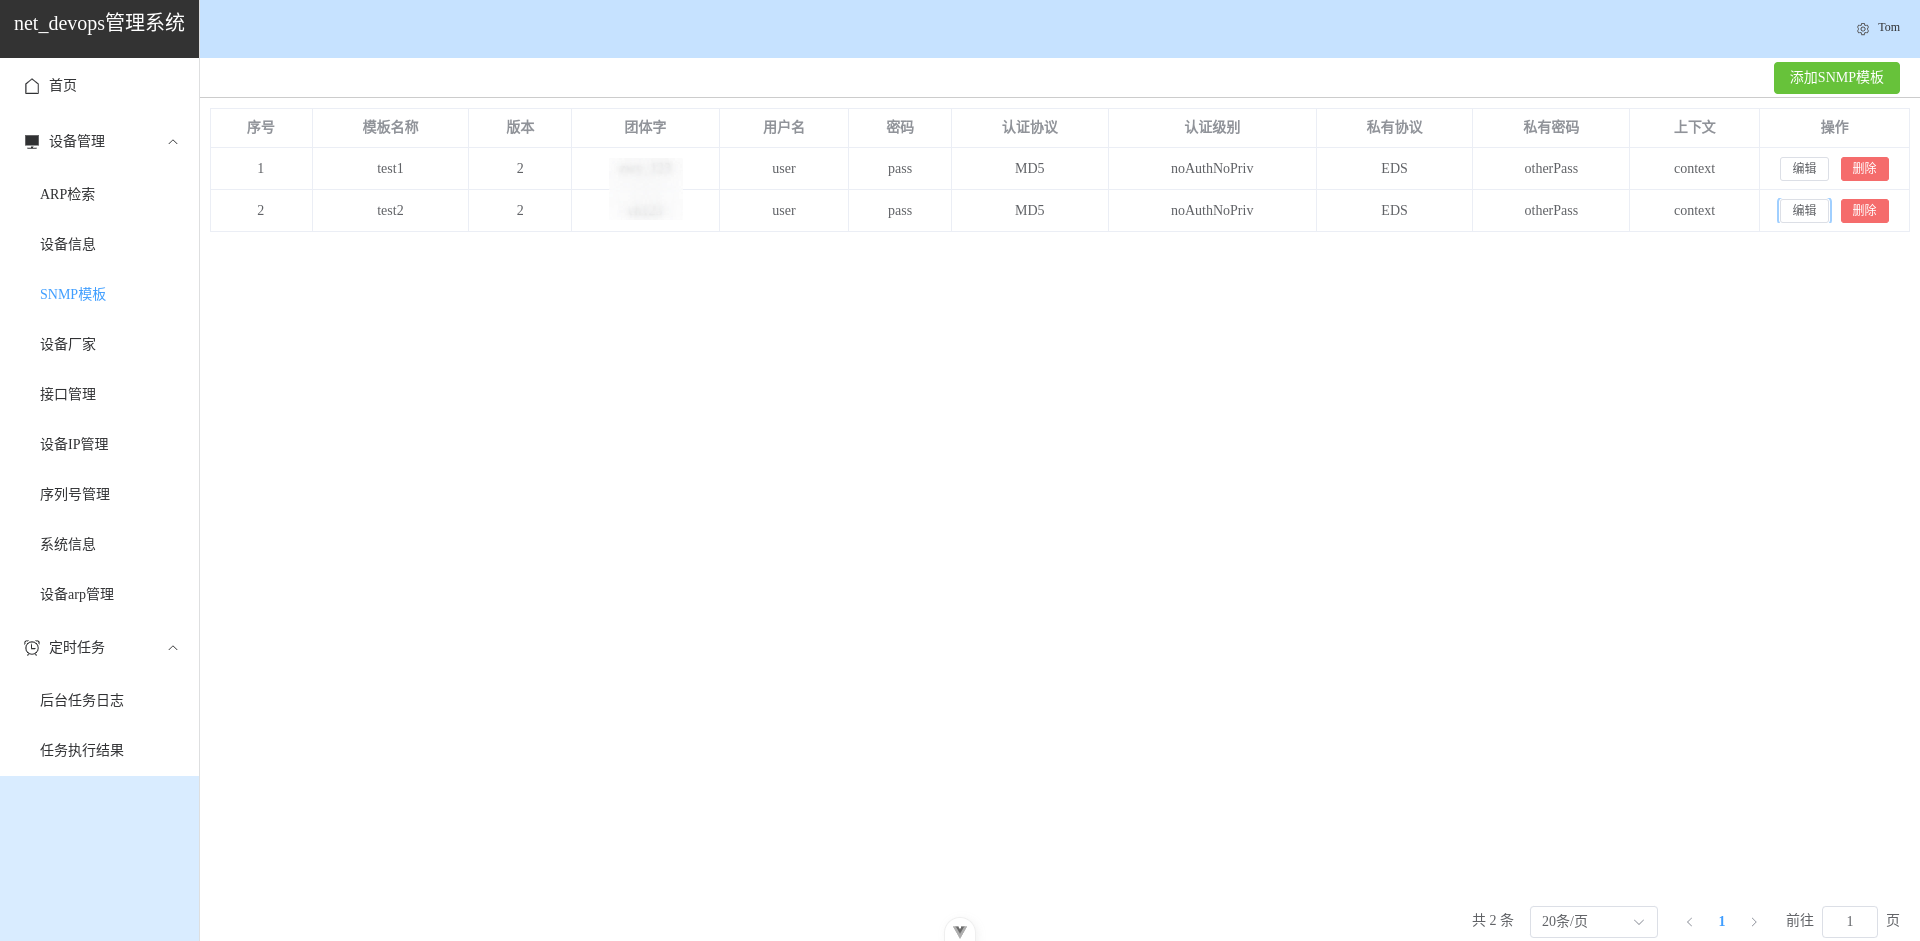 net_devops管理系统
Tom
首页
设备管理
ARP检索
设备信息
SNMP模板
设备厂家
接口管理
设备IP管理
序列号管理
系统信息
设备arp管理
定时任务
后台任务日志
任务执行结果
添加SNMP模板
序号 模板名称 版本 团体字 用户名 密码 认证协议 认证级别 私有协议 私有密码 上下文 操作
1 test1 2 user pass MD5 noAuthNoPriv EDS otherPass context 编辑 删除
2 test2 2 user pass MD5 noAuthNoPriv EDS otherPass context 编辑 删除
共 2 条 20条/页 1 前往 1 页